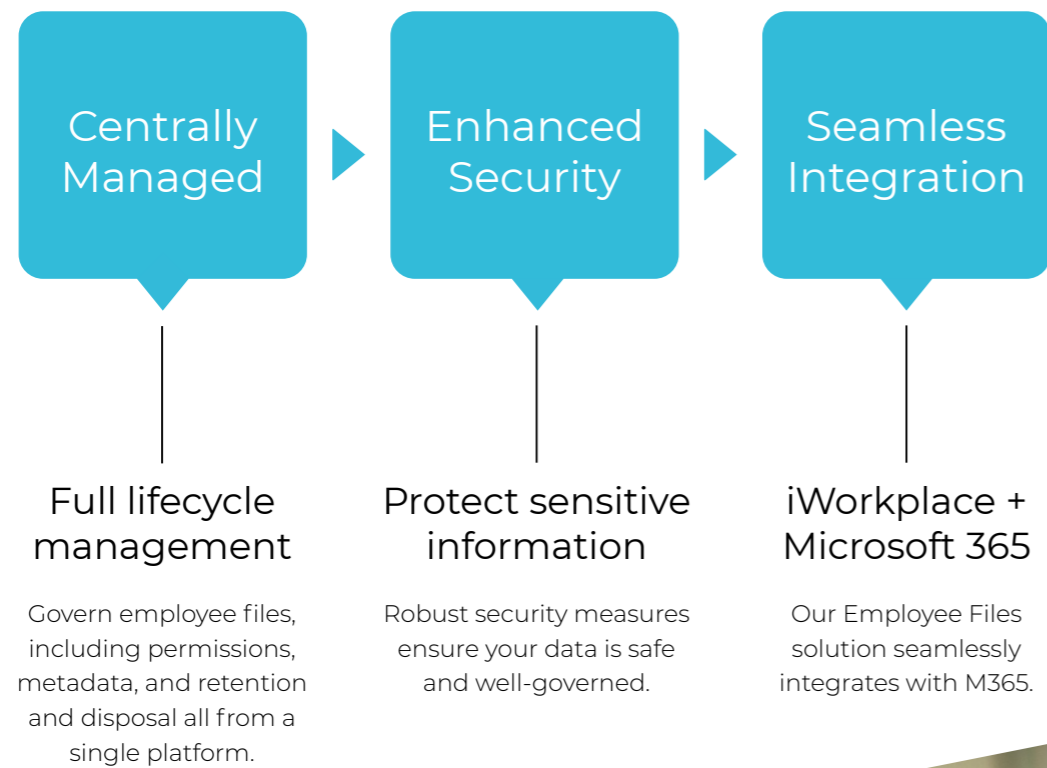 Centrally
Managed
Enhanced
Security
Seamless
Integration
Full lifecycle
management
Govern employee files,
including permissions,
metadata, and retention
and disposal all from a
single platform.
Protect sensitive
information
Robust security measures
ensure your data is safe
and well-governed.
iWorkplace +
Microsoft 365
Our Employee Files
solution seamlessly
integrates with M365.